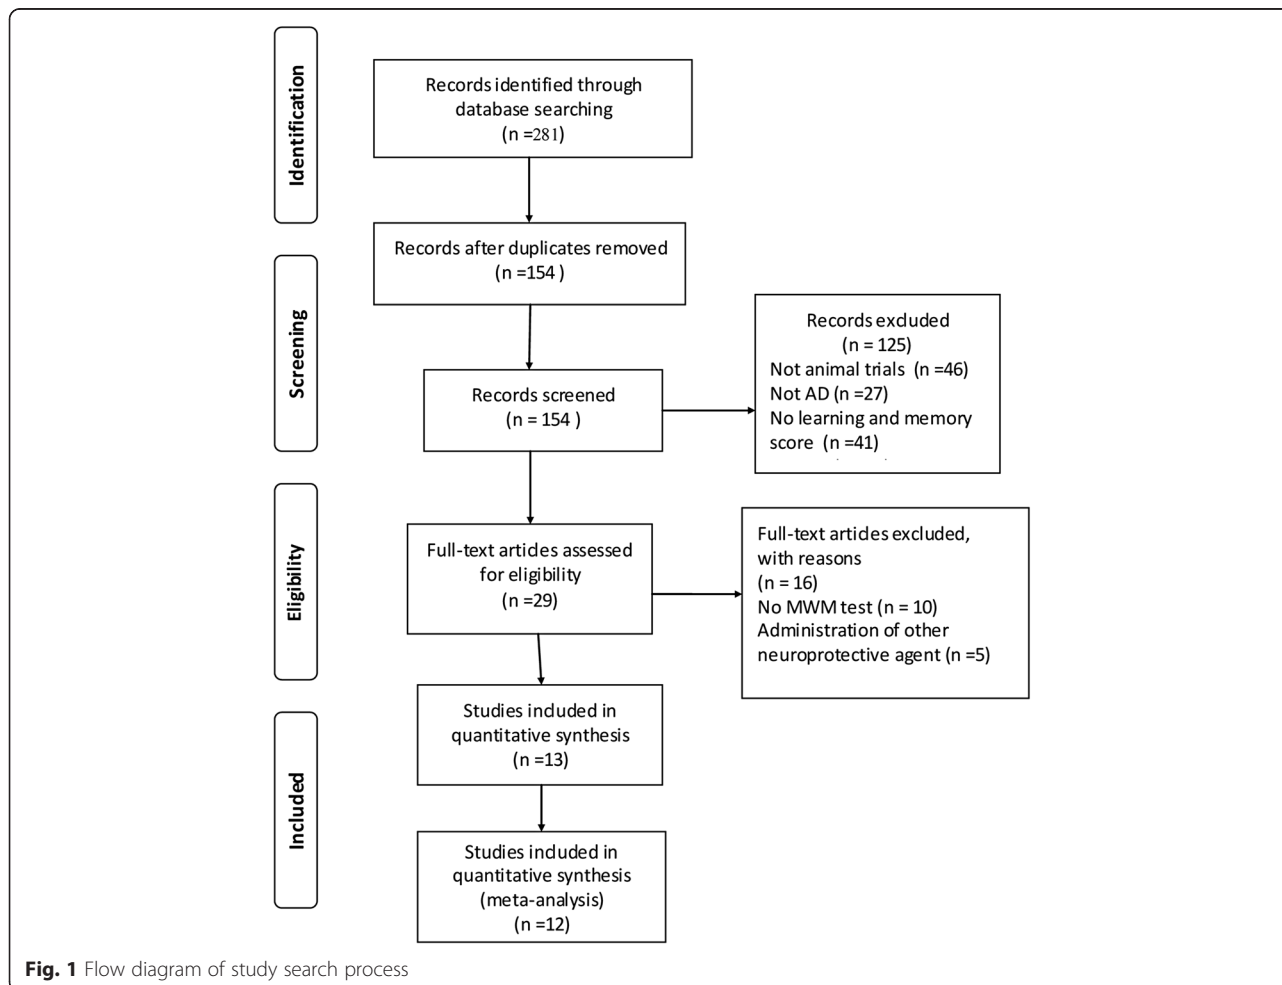 Identification
Records identified through
database searching
(n =281)
Records after duplicates removed
(n =154 )
Screening
Records screened
(n = 154 )
Records excluded
(n = 125)
Not animal trials (n =46)
Not AD (n =27)
No learning and memory
score (n =41)
Eligibility
Full-text articles assessed
for eligibility
(n =29)
Full-text articles excluded,
with reasons
(n = 16)
No MWM test (n = 10)
Administration of other
neuroprotective agent (n =5)
Included
Studies included in
quantitative synthesis
(n =13)
Studies included in
quantitative synthesis
(meta-analysis)
(n =12)
Fig. 1 Flow diagram of study search process